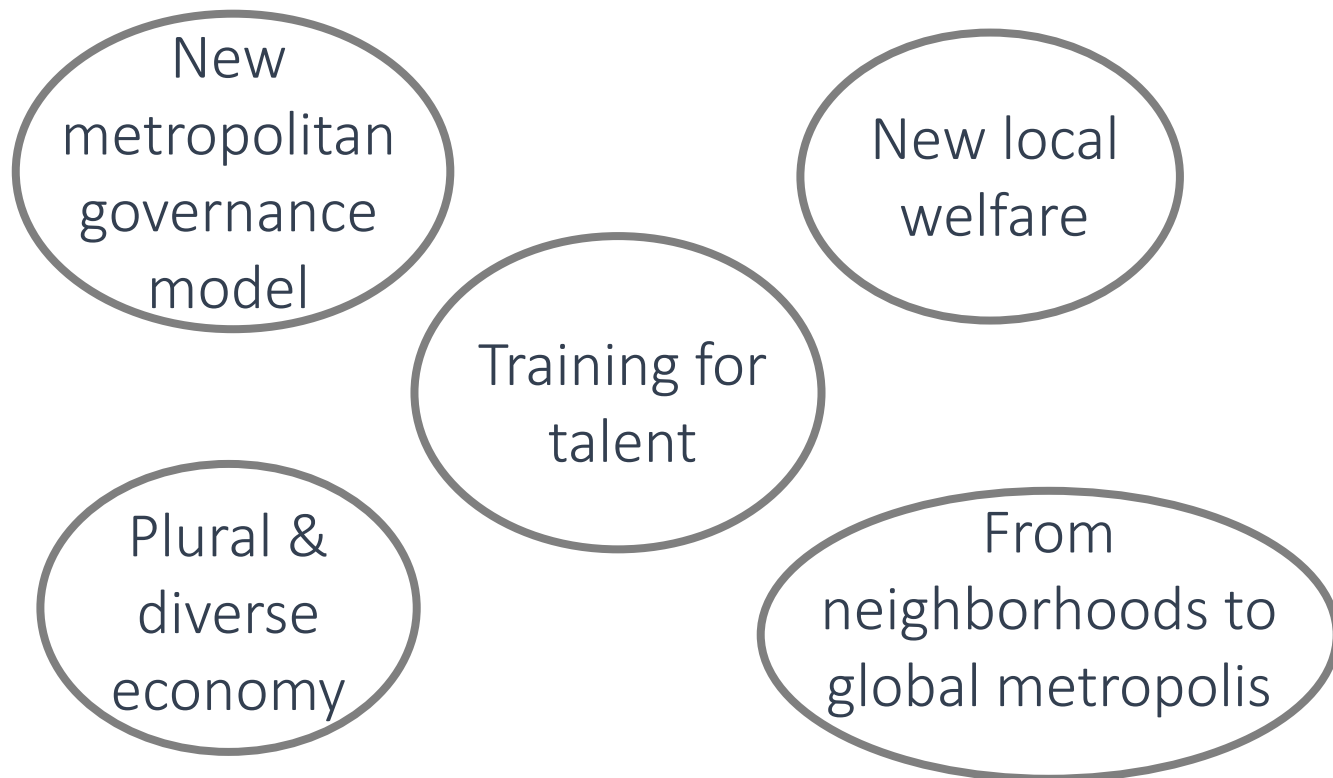 New
metropolitan
governance
model
New local
welfare
Training for
talent
Plural &
diverse
economy
From
neighborhoods to
global metropolis